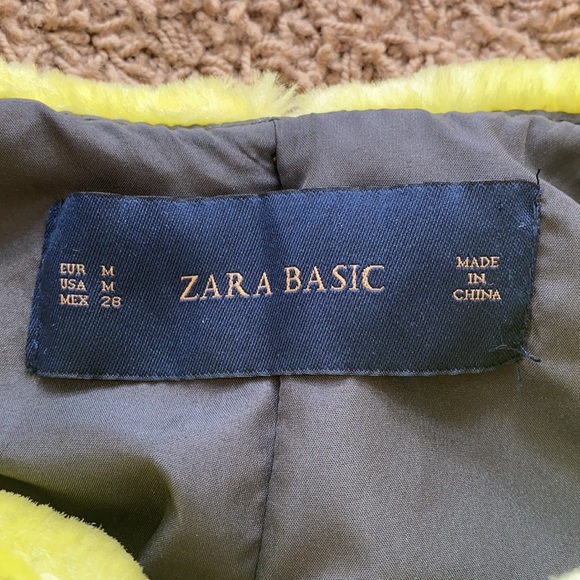 EUR M
USA M
MEX 28
ZARA BASIC
MADE
IN
CHINA